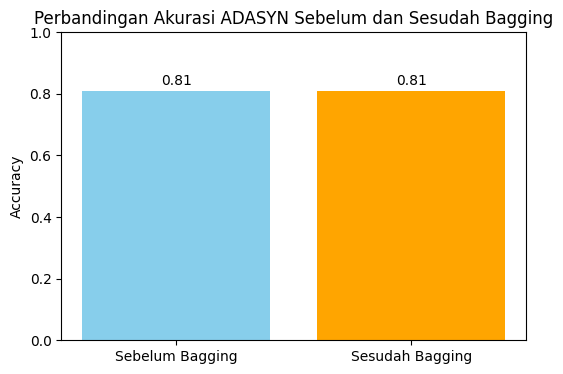 Perbandingan Akurasi ADASYN Sebelum dan Sesudah Bagging
1.0
0.8
0.6
0.4
0.2
0.0
Accuracy
0.81
0.81
Sebelum Bagging
Sesudah Bagging